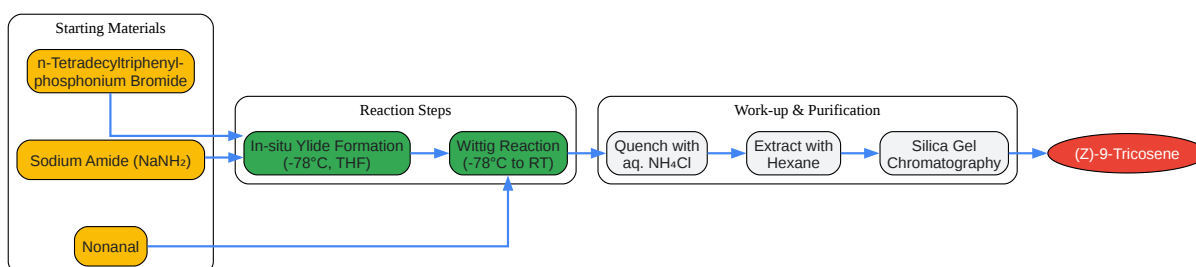 Starting Materials
n-Tetradecyltriphenyl-
phosphonium Bromide
Sodium Amide (NaNH₂)
Nonanal
Reaction Steps
In-situ Ylide Formation
(-78°C, THF)
Wittig Reaction
(-78°C to RT)
Work-up & Purification
Quench with
aq. NH₄Cl
Extract with
Hexane
Silica Gel
Chromatography
(Z)-9-Tricosene